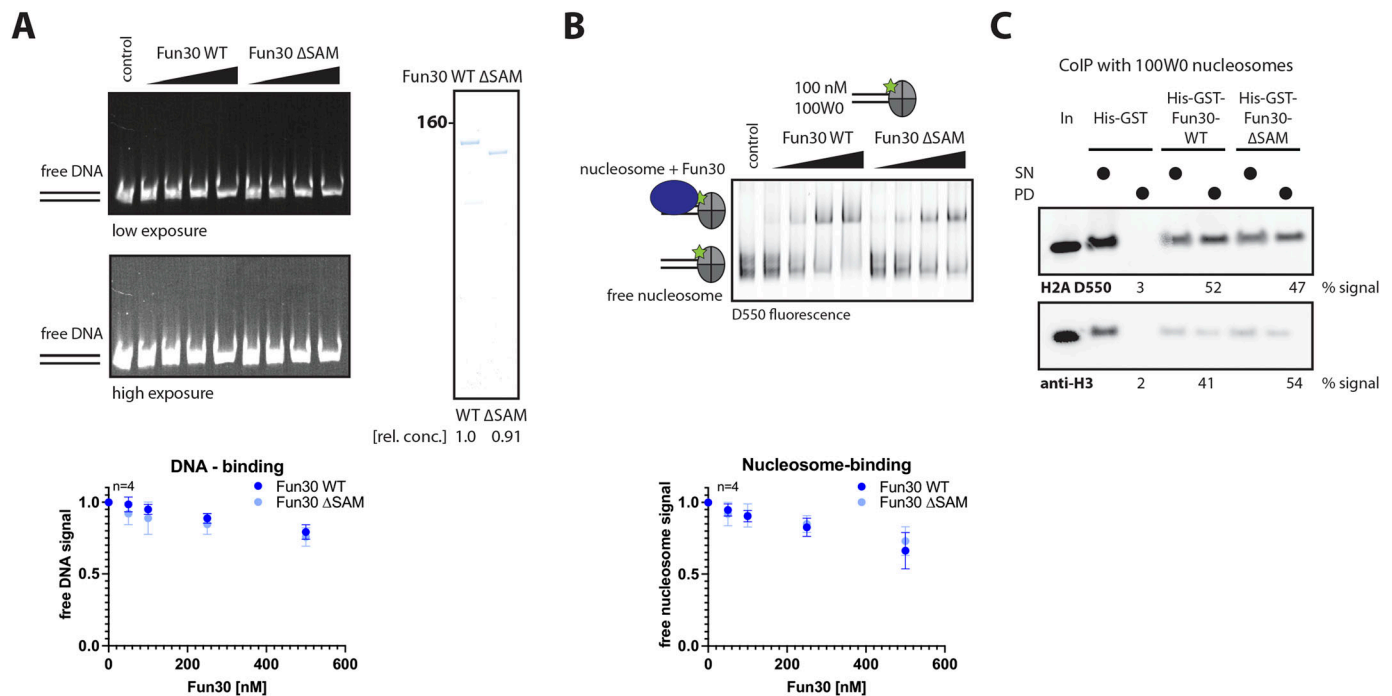 A
control
Fun30 WT
Fun30 ΔSAM
free DNA
low exposure
free DNA
high exposure
Fun30 WT ΔSAM
160
WT ΔSAM
[rel. conc.] 1.0 0.91
DNA - binding
n=4
Fun30 WT
Fun30 ΔSAM
free DNA signal
1.0
0.5
0.0
0 200 400 600
Fun30 [nM]
B
100 nM
100W0
control
Fun30 WT
Fun30 ΔSAM
nucleosome + Fun30
free nucleosome
D550 fluorescence
Nucleosome-binding
n=4
Fun30 WT
Fun30 ΔSAM
free nucleosome signal
1.0
0.5
0.0
0 200 400 600
Fun30 [nM]
C
CoIP with 100W0 nucleosomes
In
His-GST
His-GST-
Fun30-
WT
His-GST-
Fun30-
ΔSAM
SN
PD
H2A D550 3 52 47 % signal
anti-H3 2 41 54 % signal